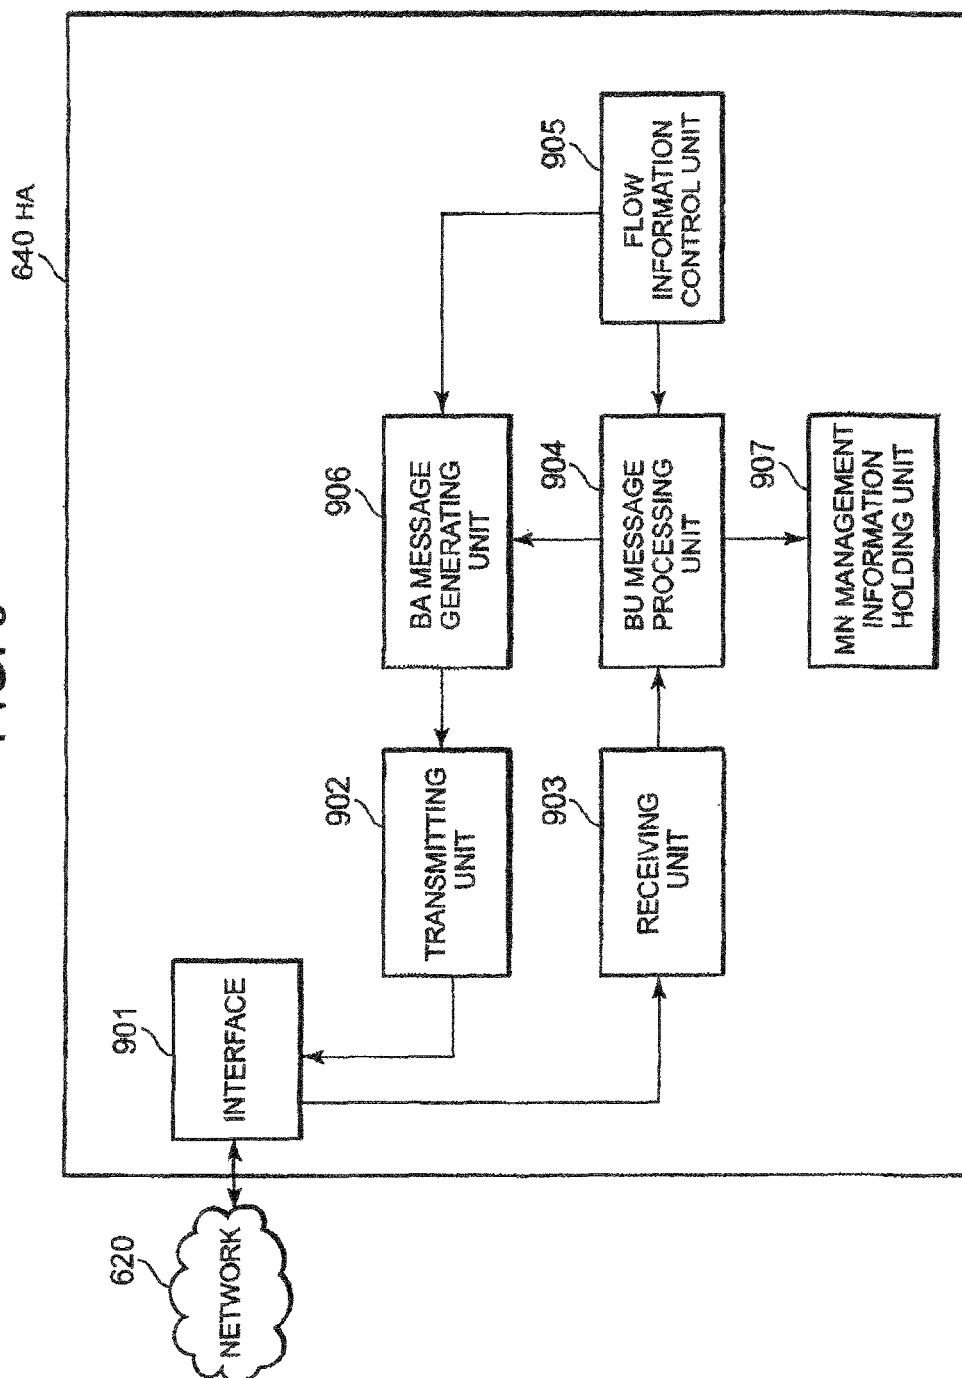 640 HA
620
NETWORK
901
INTERFACE
902
TRANSMITTING
UNIT
906
BA MESSAGE
GENERATING
UNIT
903
RECEIVING
UNIT
904
BU MESSAGE
PROCESSING
UNIT
905
FLOW
INFORMATION
CONTROL UNIT
907
MN MANAGEMENT
INFORMATION
HOLDING UNIT